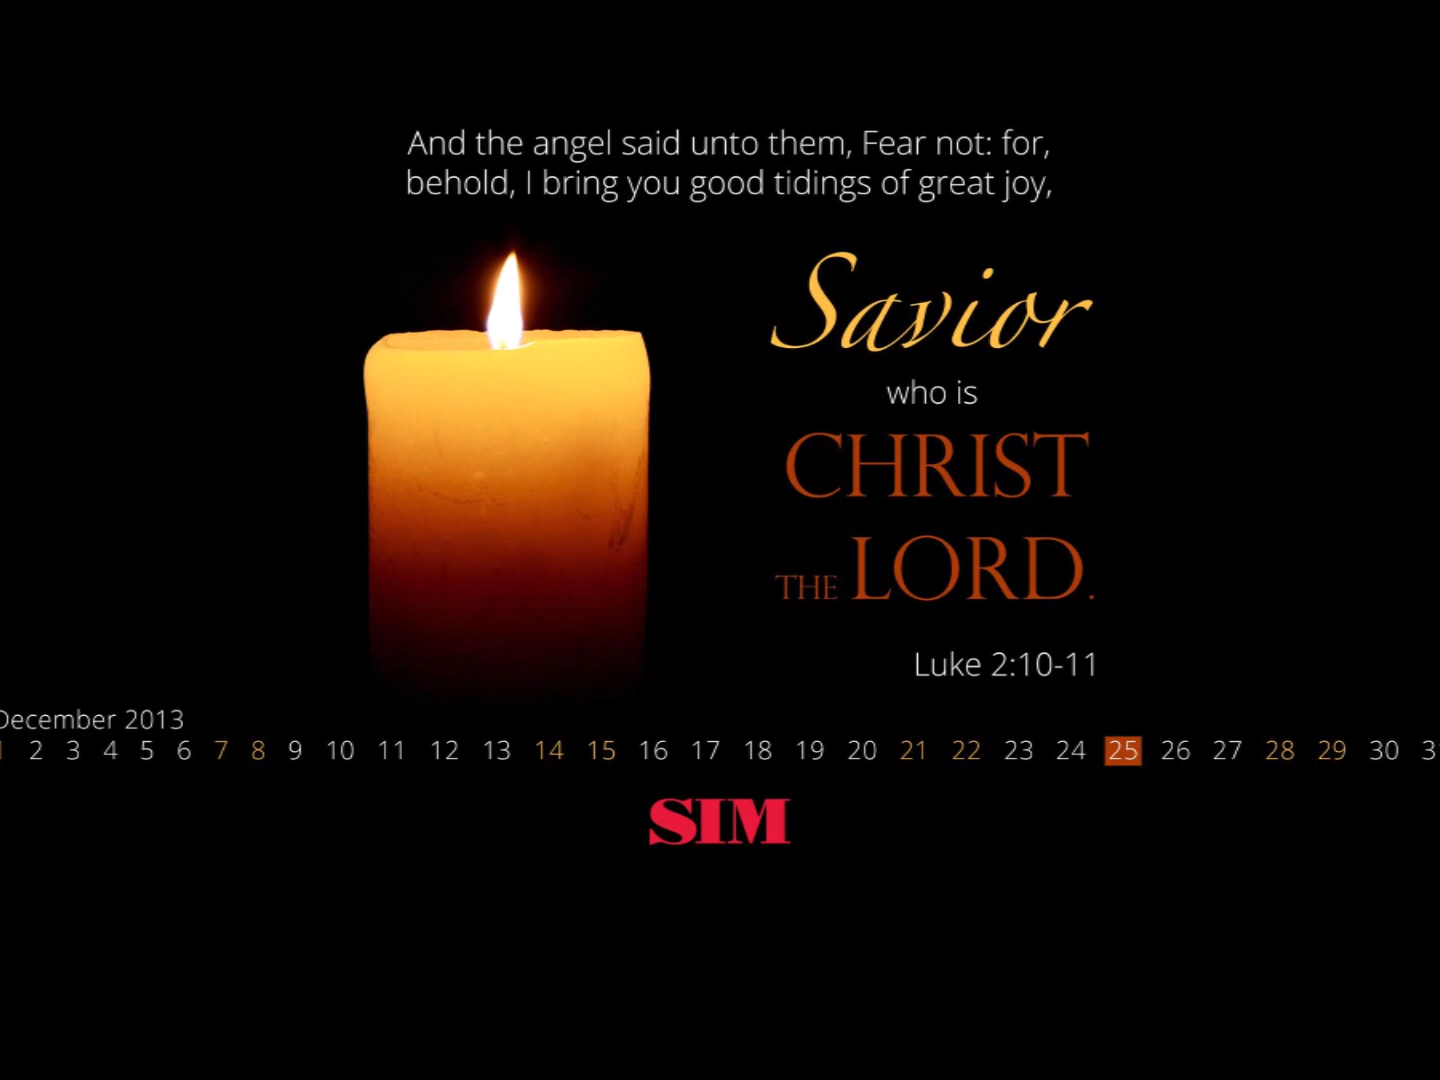 And the angel said unto them, Fear not: for,
behold, I bring you good tidings of great joy,
Savior
who is
CHRIST
THE LORD.
Luke 2:10-11
December 2013
1 2 3 4 5 6 7 8 9 10 11 12 13 14 15 16 17 18 19 20 21 22 23 24 25 26 27 28 29 30 31
SIM